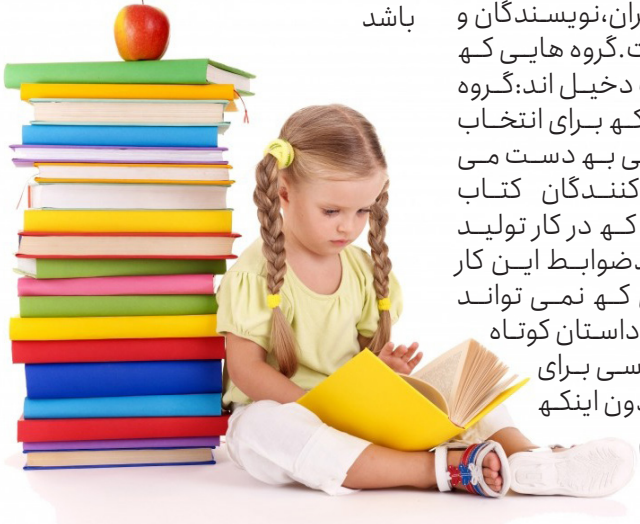 ران،نویسندگان و
ت.گروه هایی که
دخیل اند:گروه
که برای انتخاب
ی به دست می
کنندگان کتاب
که در کار تولید
ضوابط این کار
که نمی تواند
داستان کوتاه
سی برای
دون اینکه
باشد